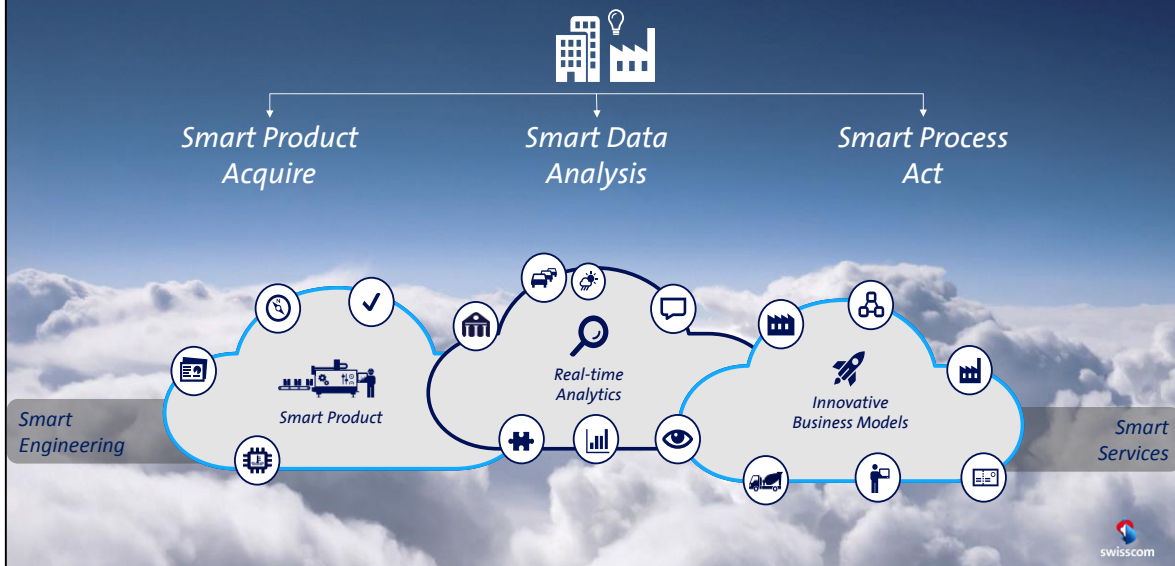 Smart Product
Acquire
Smart Data
Analysis
Smart Process
Act
Smart Product
Real-time
Analytics
Innovative
Business Models
Smart
Engineering
Smart
Services
swisscom